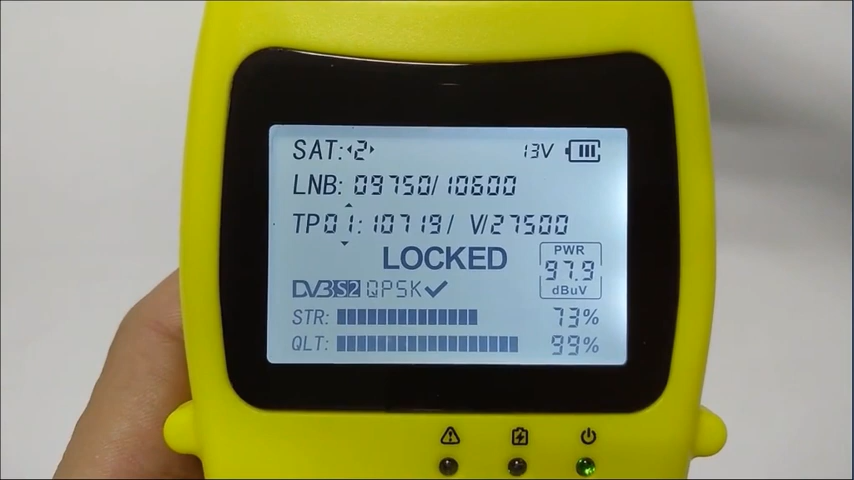 SAT:◂2▸ 13V
LNB: 09750/10600
TP01:10719/ V/27500
LOCKED
PWR
97.9
dBuV
DVB S2 QPSK✓
STR: 73%
QLT: 99%